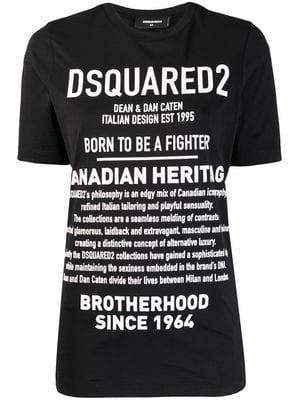 DSQUARED2
DSQUARED2
DEAN & DAN CATEN
ITALIAN DESIGN EST 1995
BORN TO BE A FIGHTER
ANADIAN HERITAG
SQUARED2's philosophy is an edgy mix of Canadian iconograph
refined Italian tailoring and playful sensuality.
The collections are a seamless melding of contrasts
glamorous, laidback and extravagant, masculine and
creating a distinctive concept of alternative luxury.
the DSQUARED2 collections have gained a sophisticated
while maintaining the sexiness embedded in the brand's DNA.
and Dan Caten divide their lives between Milan and London.
BROTHERHOOD
SINCE 1964